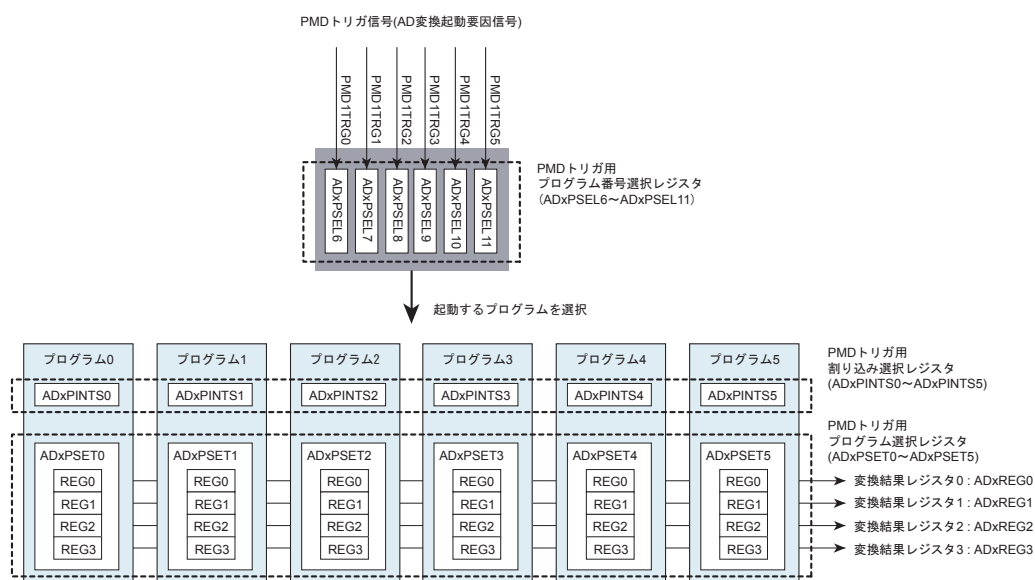 PMDトリガ信号(AD変換起動要因信号)
PMD1TRG0
PMD1TRG1
PMD1TRG2
PMD1TRG3
PMD1TRG4
PMD1TRG5
ADxPSEL6
ADxPSEL7
ADxPSEL8
ADxPSEL9
ADxPSEL10
ADxPSEL11
PMDトリガ用
プログラム番号選択レジスタ
(ADxPSEL6～ADxPSEL11)
起動するプログラムを選択
プログラム0
プログラム1
プログラム2
プログラム3
プログラム4
プログラム5
PMDトリガ用
割り込み選択レジスタ
(ADxPINTS0～ADxPINTS5)
ADxPINTS0
ADxPINTS1
ADxPINTS2
ADxPINTS3
ADxPINTS4
ADxPINTS5
PMDトリガ用
プログラム選択レジスタ
(ADxPSET0～ADxPSET5)
ADxPSET0
ADxPSET1
ADxPSET2
ADxPSET3
ADxPSET4
ADxPSET5
REG0
REG0
REG0
REG0
REG0
REG0
変換結果レジスタ0 : ADxREG0
REG1
REG1
REG1
REG1
REG1
REG1
変換結果レジスタ1 : ADxREG1
REG2
REG2
REG2
REG2
REG2
REG2
変換結果レジスタ2 : ADxREG2
REG3
REG3
REG3
REG3
REG3
REG3
変換結果レジスタ3 : ADxREG3